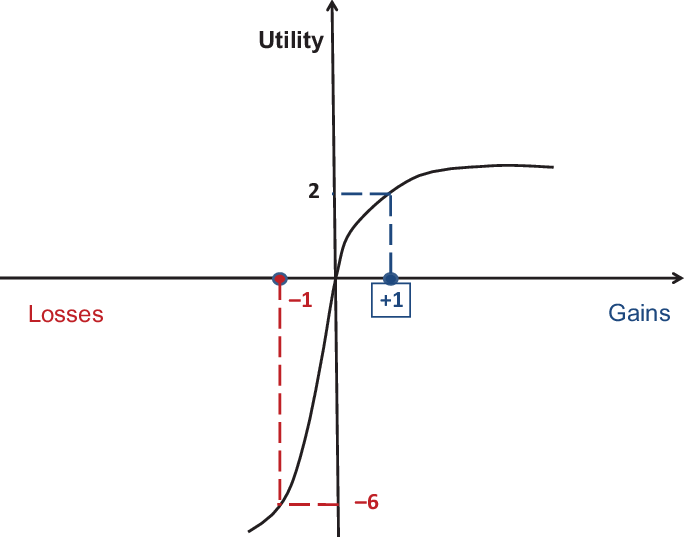 Utility
2
–1
+1
Losses
Gains
–6